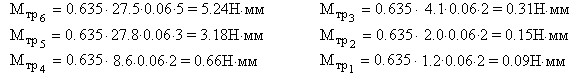 Mтр6 = 0.635 · 27.5·0.06·5 = 5.24Н·мм
Mтр5 = 0.635 · 27.8·0.06·3 = 3.18Н·мм
Mтр4 = 0.635 · 8.6·0.06·2 = 0.66Н·мм
Mтр3 = 0.635 · 4.1·0.06·2 = 0.31Н·мм
Mтр2 = 0.635 · 2.0·0.06·2 = 0.15Н·мм
Mтр1 = 0.635 · 1.2·0.06·2 = 0.09Н·мм